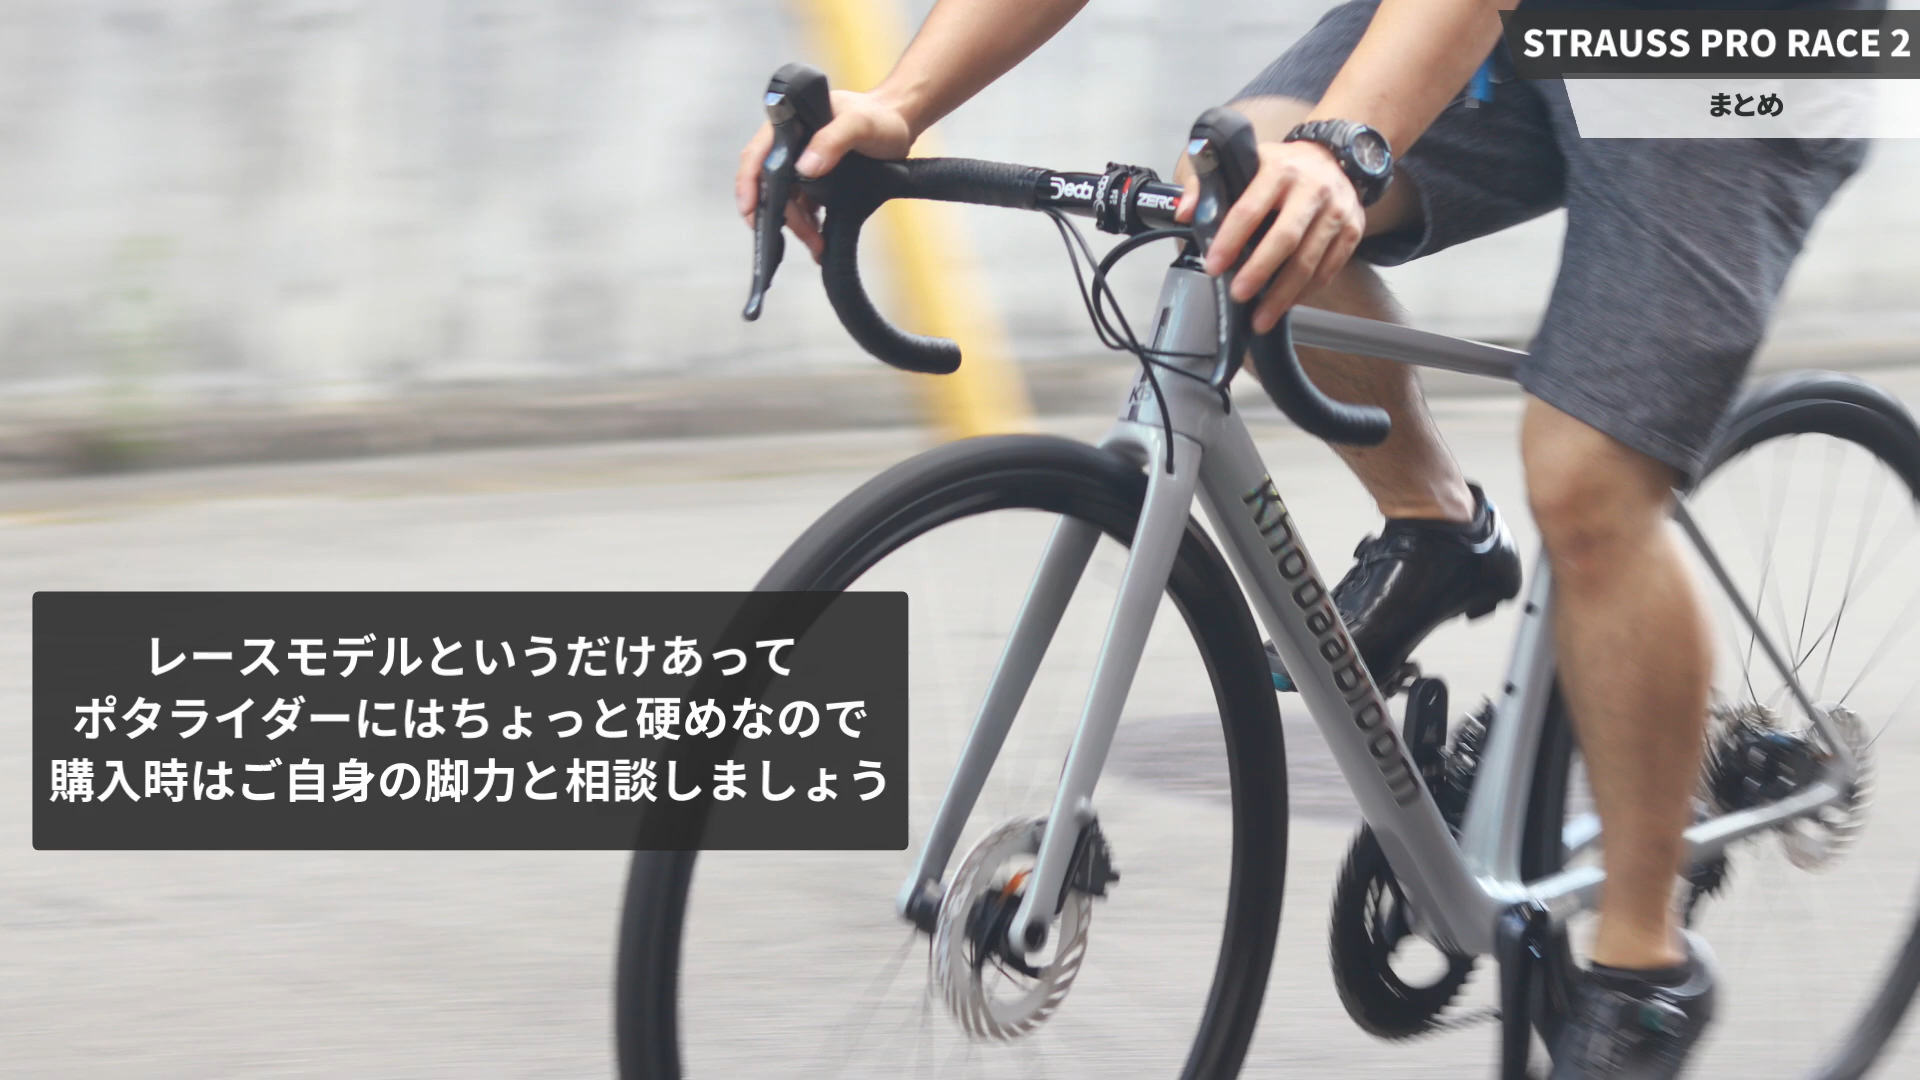 STRAUSS PRO RACE 2
まとめ
Deda
ZERO
Khodaabloom
レースモデルというだけあって
ポタライダーにはちょっと硬めなので
購入時はご自身の脚力と相談しましょう